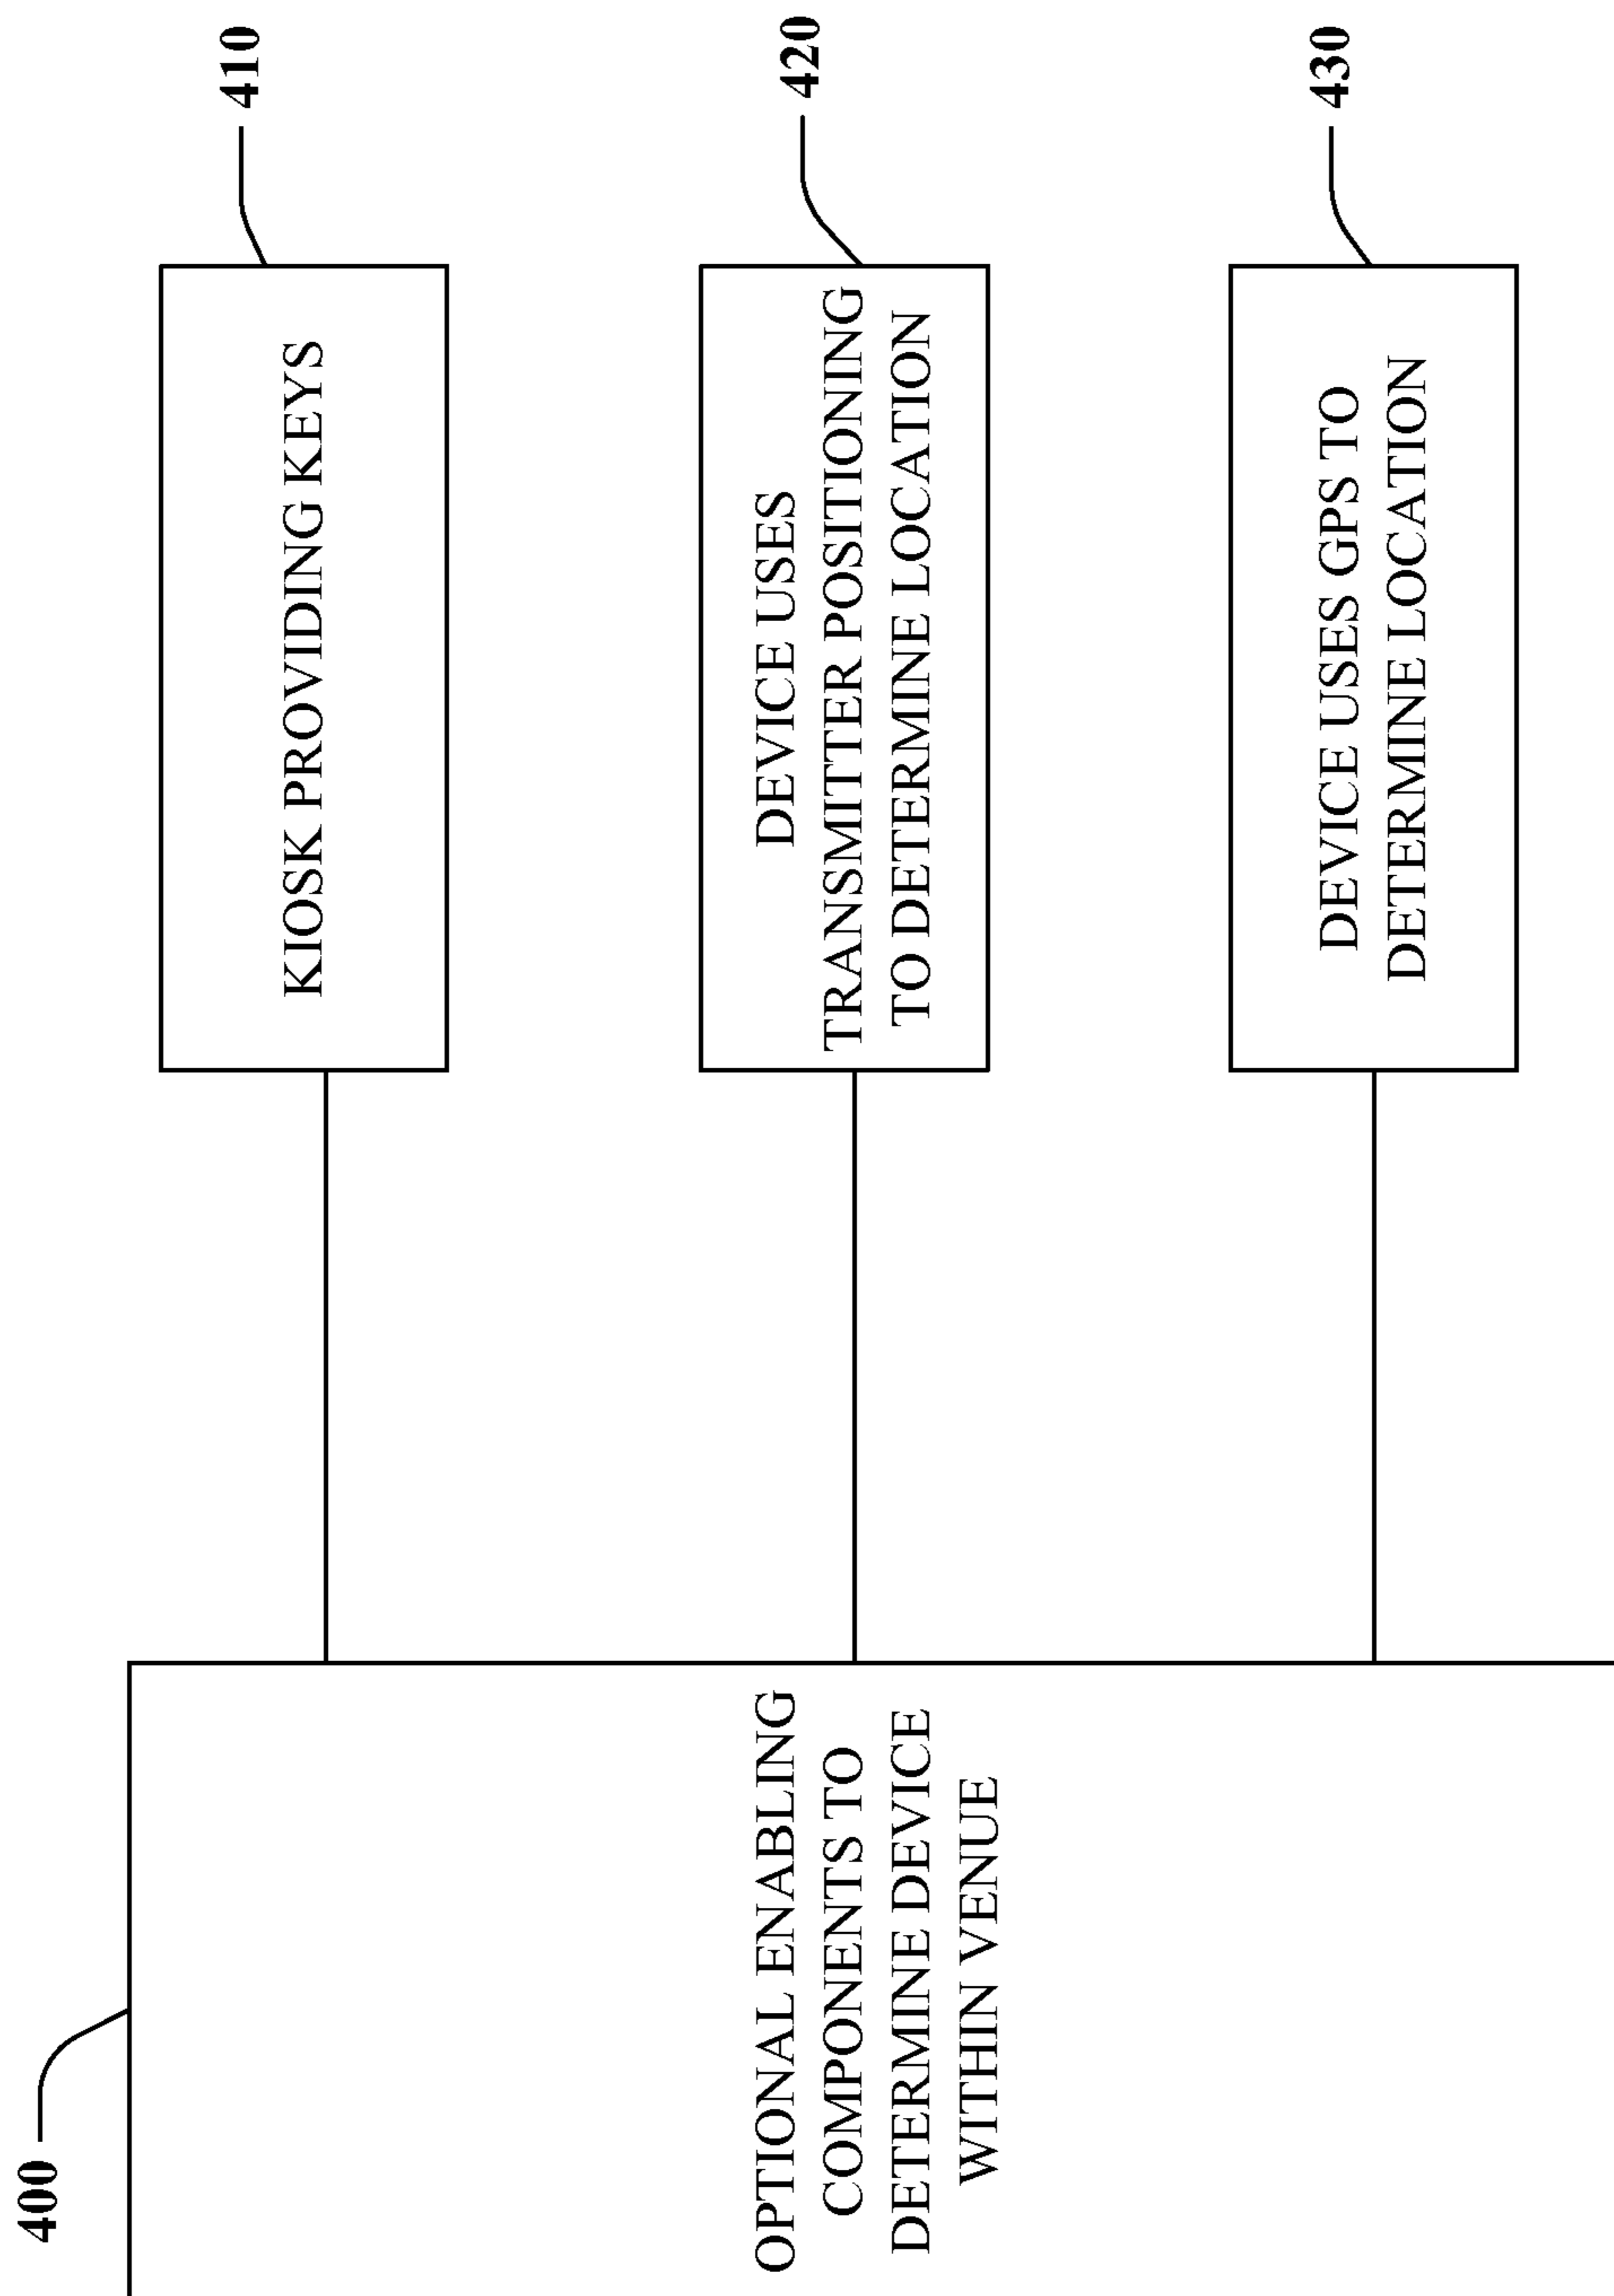 400
OPTIONAL ENABLING
COMPONENTS TO
DETERMINE DEVICE
WITHIN VENUE
KIOSK PROVIDING KEYS
410
DEVICE USES
TRANSMITTER POSITIONING
TO DETERMINE LOCATION
420
DEVICE USES GPS TO
DETERMINE LOCATION
430